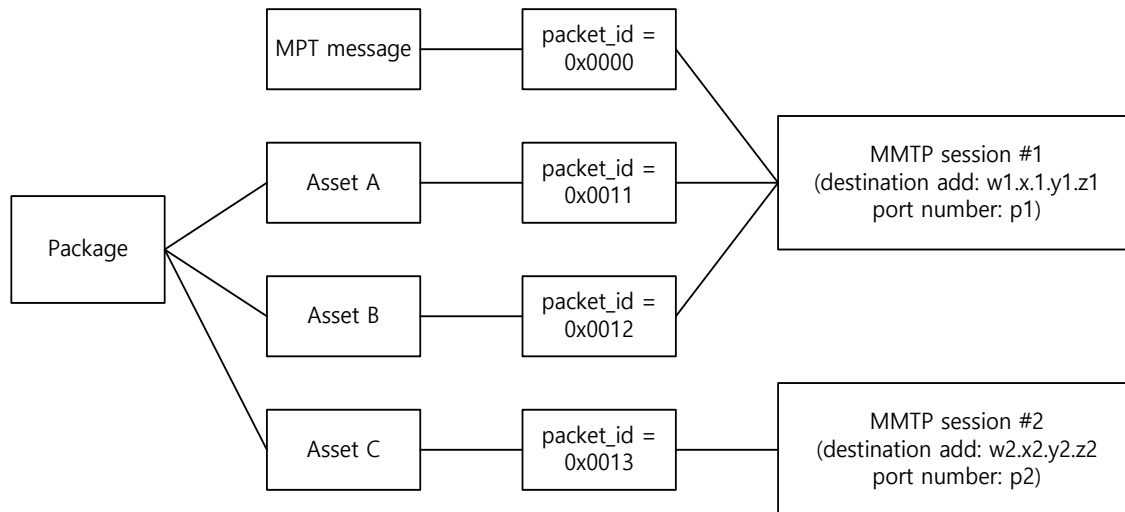 MPT message
packet_id =
0x0000
Asset A
packet_id =
0x0011
MMTP session #1
(destination add: w1.x.1.y1.z1
port number: p1)
Package
Asset B
packet_id =
0x0012
Asset C
packet_id =
0x0013
MMTP session #2
(destination add: w2.x2.y2.z2
port number: p2)